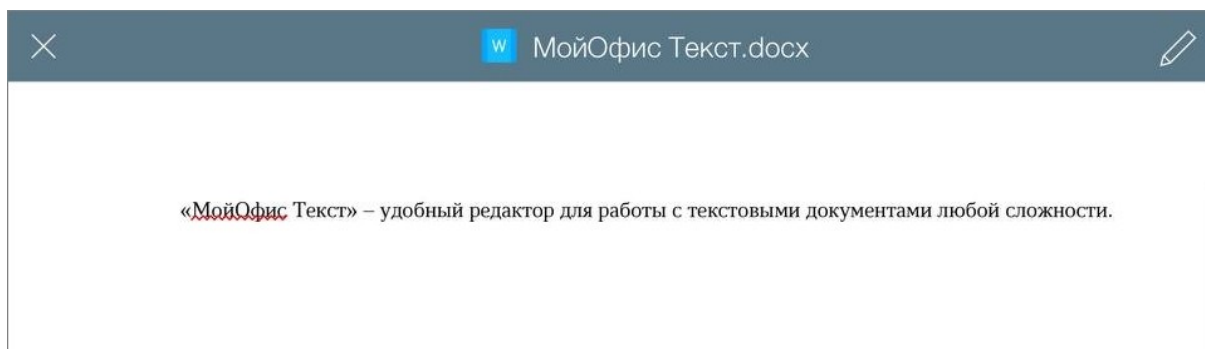 W МойОфис Текст.docx
«МойОфис Текст» – удобный редактор для работы с текстовыми документами любой сложности.